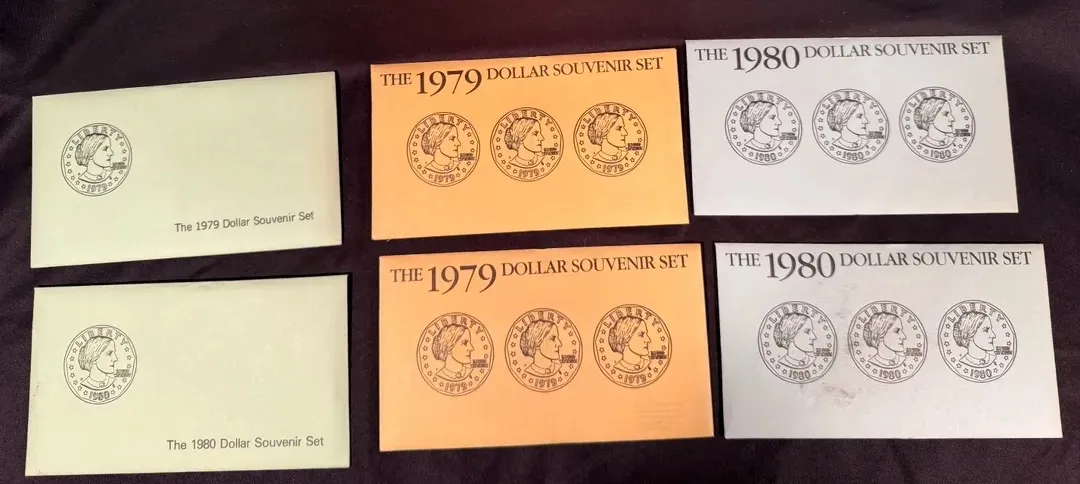 LIBERTY
1979
The 1979 Dollar Souvenir Set
THE 1979 DOLLAR SOUVENIR SET
LIBERTY LIBERTY LIBERTY
1979 1979 1979
THE 1980 DOLLAR SOUVENIR SET
LIBERTY LIBERTY LIBERTY
1980 1980 1980
LIBERTY
1980
The 1980 Dollar Souvenir Set
THE 1979 DOLLAR SOUVENIR SET
LIBERTY LIBERTY LIBERTY
1979 1979 1979
THE 1980 DOLLAR SOUVENIR SET
LIBERTY LIBERTY LIBERTY
1980 1980 1980